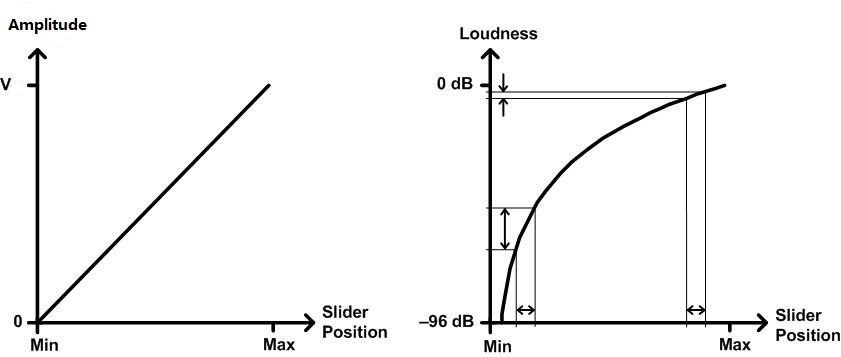 Amplitude
V
0
Min
Max
Slider
Position
Loudness
0 dB
–96 dB
Min
Max
Slider
Position